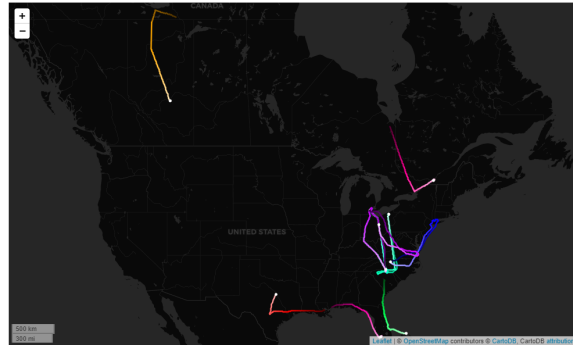 CANADA
+
−
UNITED STATES
500 km
300 mi
Leaflet | © OpenStreetMap contributors © CartoDB, CartoDB attribution